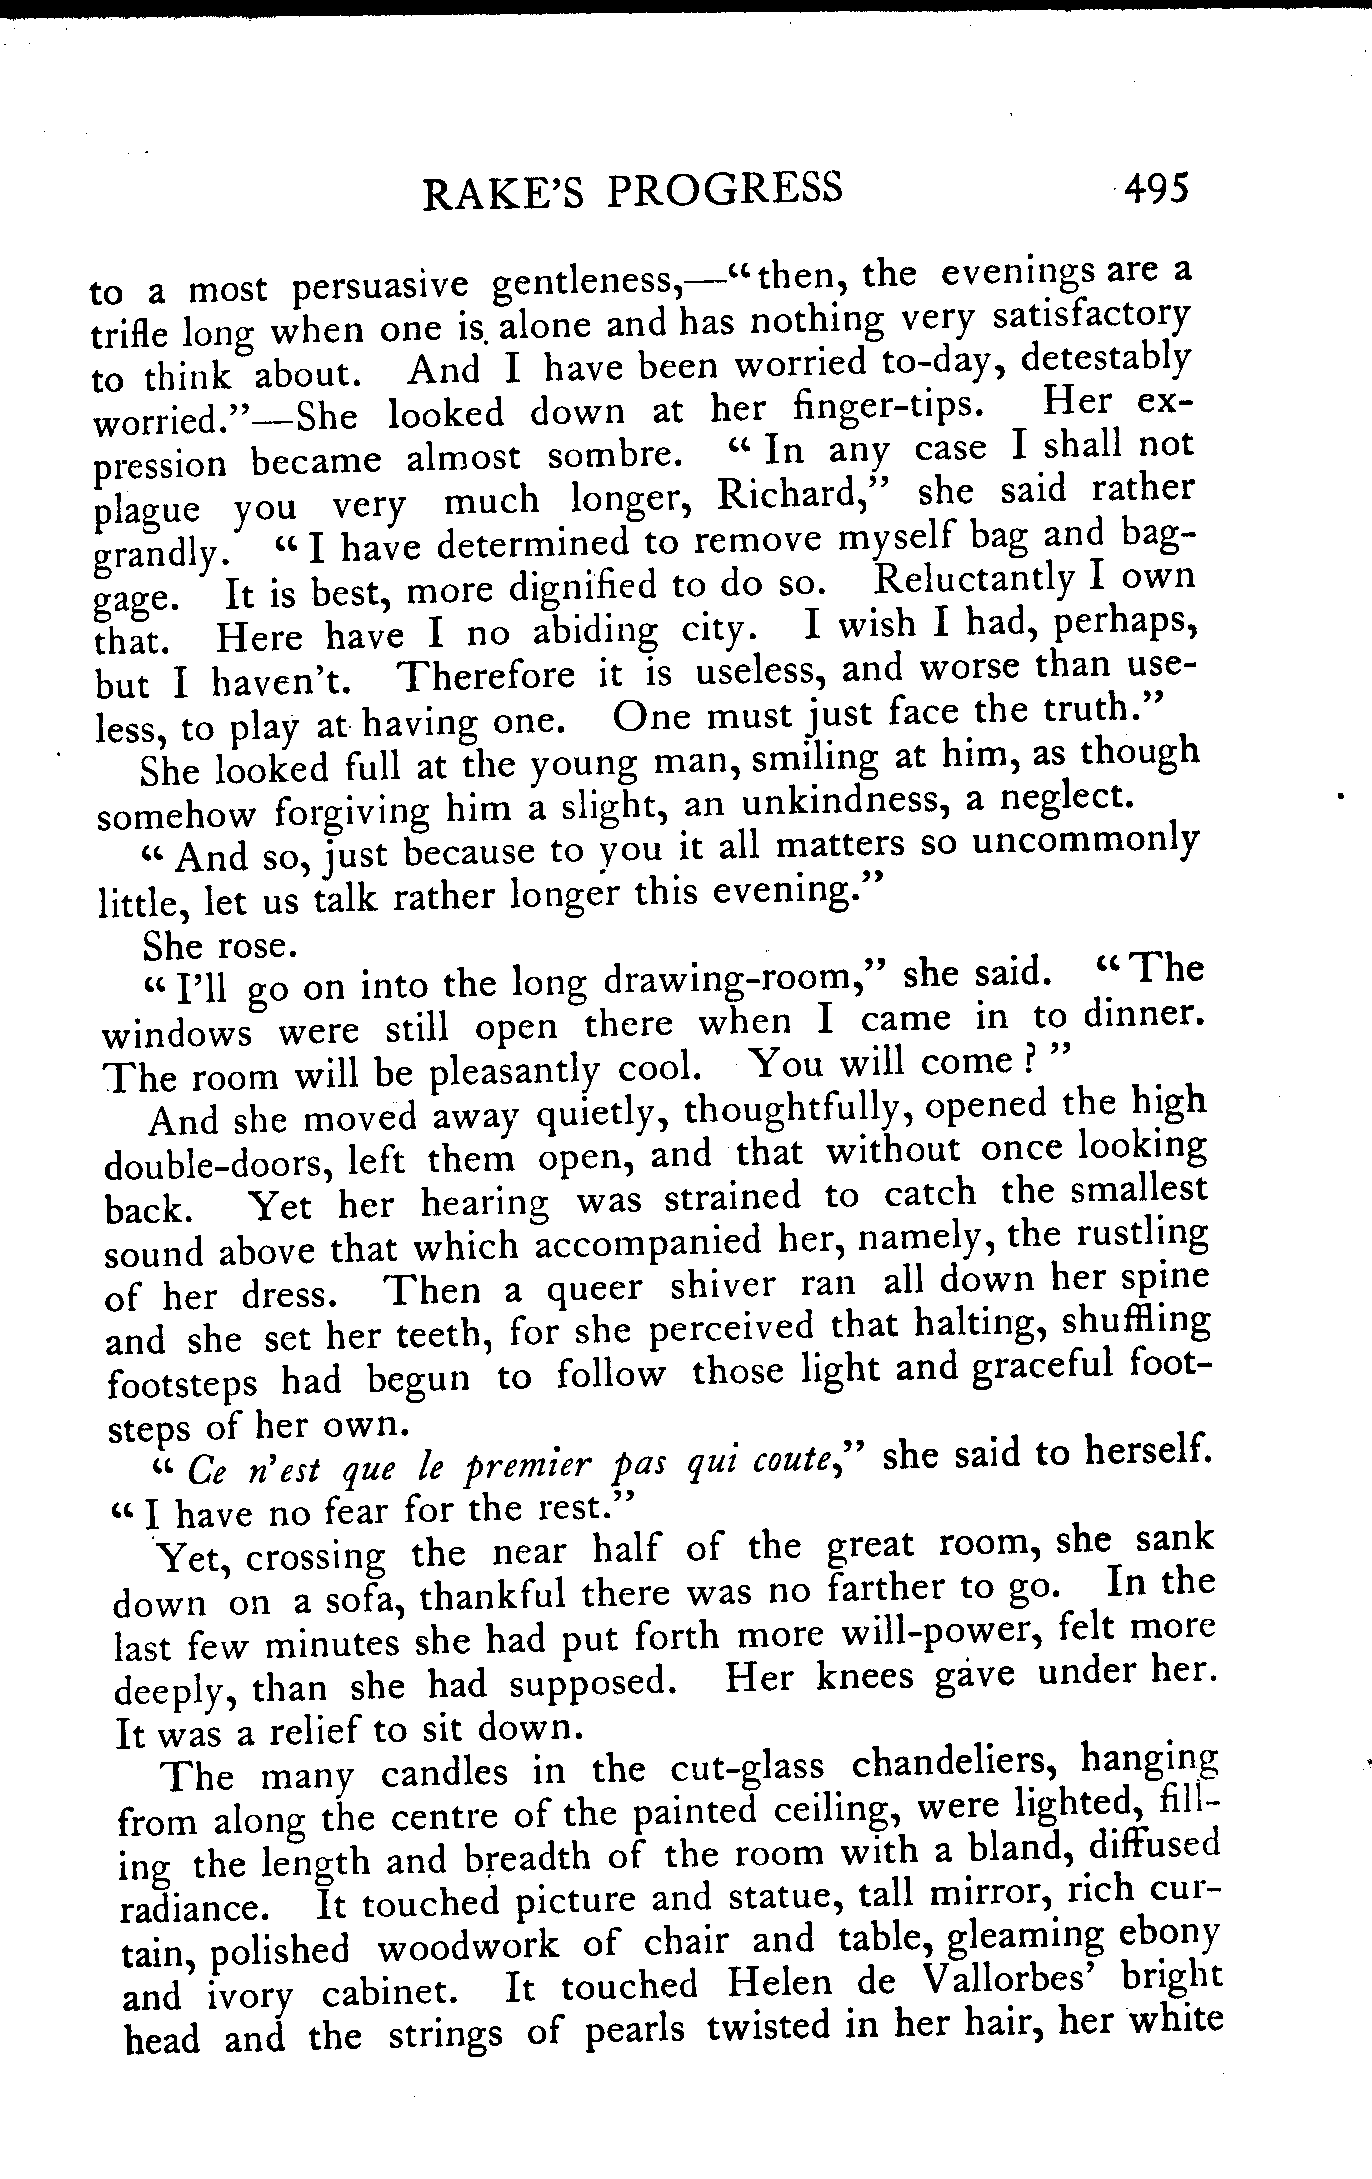 RAKE'S PROGRESS 495
to a most persuasive gentleness,—“then, the evenings are a
trifle long when one is alone and has nothing very satisfactory
to think about. And I have been worried to-day, detestably
worried.”—She looked down at her finger-tips. Her ex-
pression became almost sombre. “In any case I shall not
plague you very much longer, Richard,” she said rather
grandly. “I have determined to remove myself bag and bag-
gage. It is best, more dignified to do so. Reluctantly I own
that. Here have I no abiding city. I wish I had, perhaps,
but I haven't. Therefore it is useless, and worse than use-
less, to play at having one. One must just face the truth.”
She looked full at the young man, smiling at him, as though
somehow forgiving him a slight, an unkindness, a neglect.
“And so, just because to you it all matters so uncommonly
little, let us talk rather longer this evening.”
She rose.
“I'll go on into the long drawing-room,” she said. “The
windows were still open there when I came in to dinner.
The room will be pleasantly cool. You will come?”
And she moved away quietly, thoughtfully, opened the high
double-doors, left them open, and that without once looking
back. Yet her hearing was strained to catch the smallest
sound above that which accompanied her, namely, the rustling
of her dress. Then a queer shiver ran all down her spine
and she set her teeth, for she perceived that halting, shuffling
footsteps had begun to follow those light and graceful foot-
steps of her own.
“Ce n'est que le premier pas qui coute,” she said to herself.
“I have no fear for the rest.”
Yet, crossing the near half of the great room, she sank
down on a sofa, thankful there was no farther to go. In the
last few minutes she had put forth more will-power, felt more
deeply, than she had supposed. Her knees gave under her.
It was a relief to sit down.
The many candles in the cut-glass chandeliers, hanging
from along the centre of the painted ceiling, were lighted, fill-
ing the length and breadth of the room with a bland, diffused
radiance. It touched picture and statue, tall mirror, rich cur-
tain, polished woodwork of chair and table, gleaming ebony
and ivory cabinet. It touched Helen de Vallorbes' bright
head and the strings of pearls twisted in her hair, her white